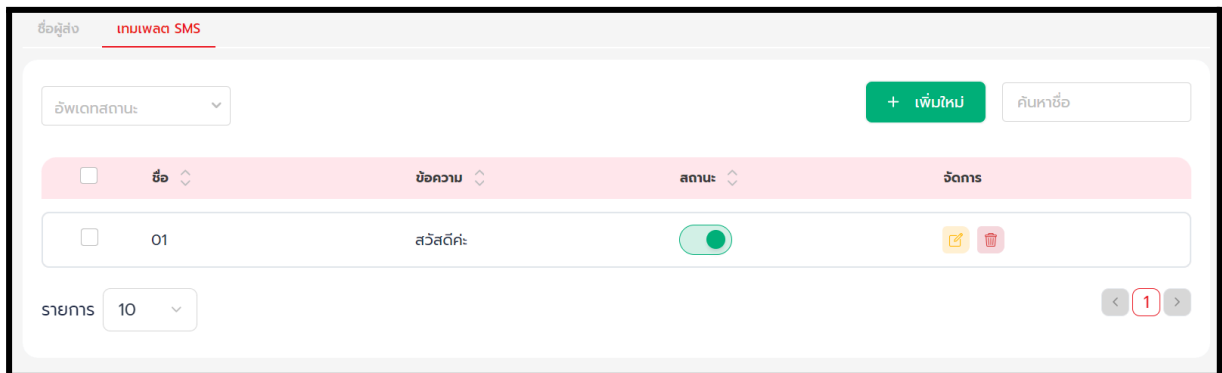 ชื่อผู้ส่ง เทมเพลต SMS
อัพเดทสถานะ + เพิ่มใหม่ ค้นหาชื่อ
ชื่อ ข้อความ สถานะ จัดการ
01 สวัสดีค่ะ
รายการ 10 < 1 >